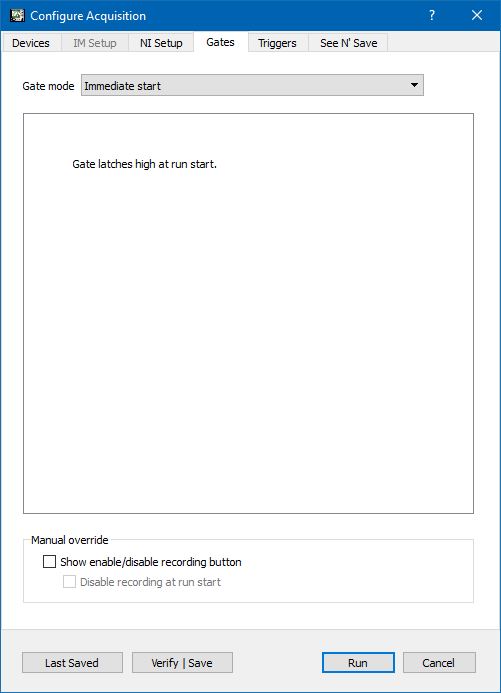 Configure Acquisition
Devices IM Setup NI Setup Gates Triggers See N' Save
Gate mode Immediate start
Gate latches high at run start.
Manual override
Show enable/disable recording button
Disable recording at run start
Last Saved Verify | Save Run Cancel